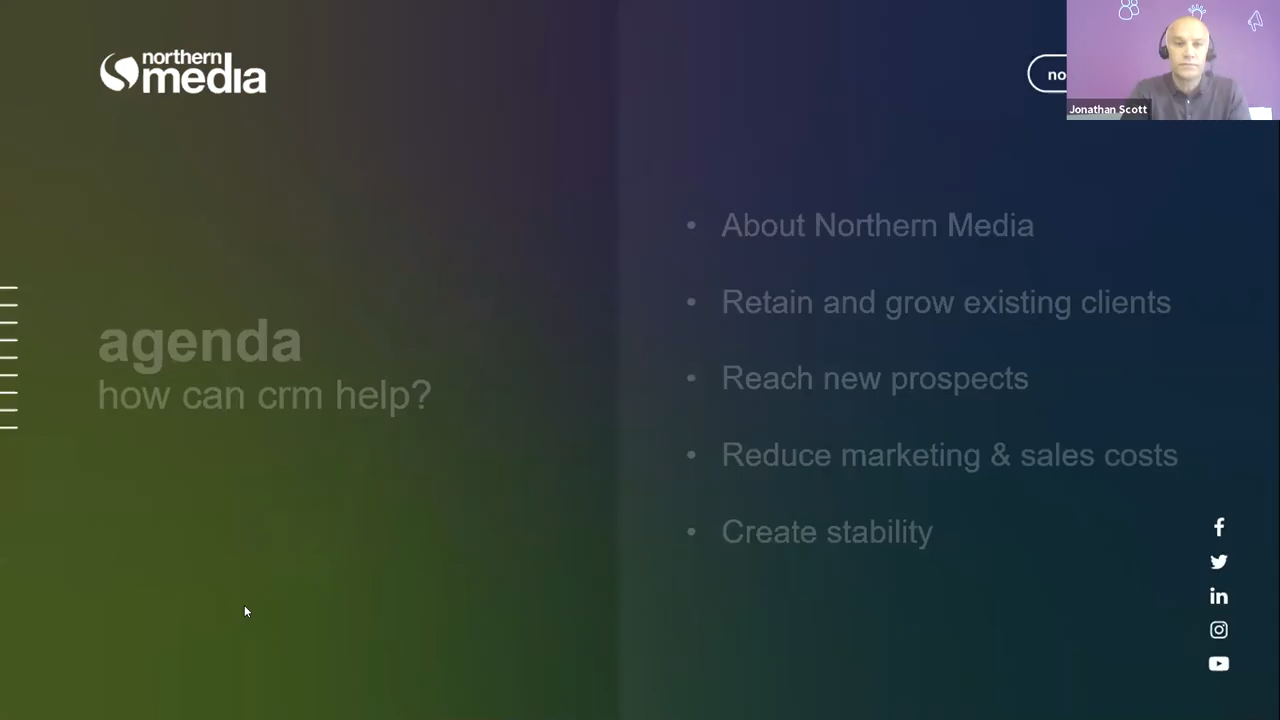 northern
media
no
Jonathan Scott
agenda
how can crm help?
• About Northern Media
• Retain and grow existing clients
• Reach new prospects
• Reduce marketing & sales costs
• Create stability